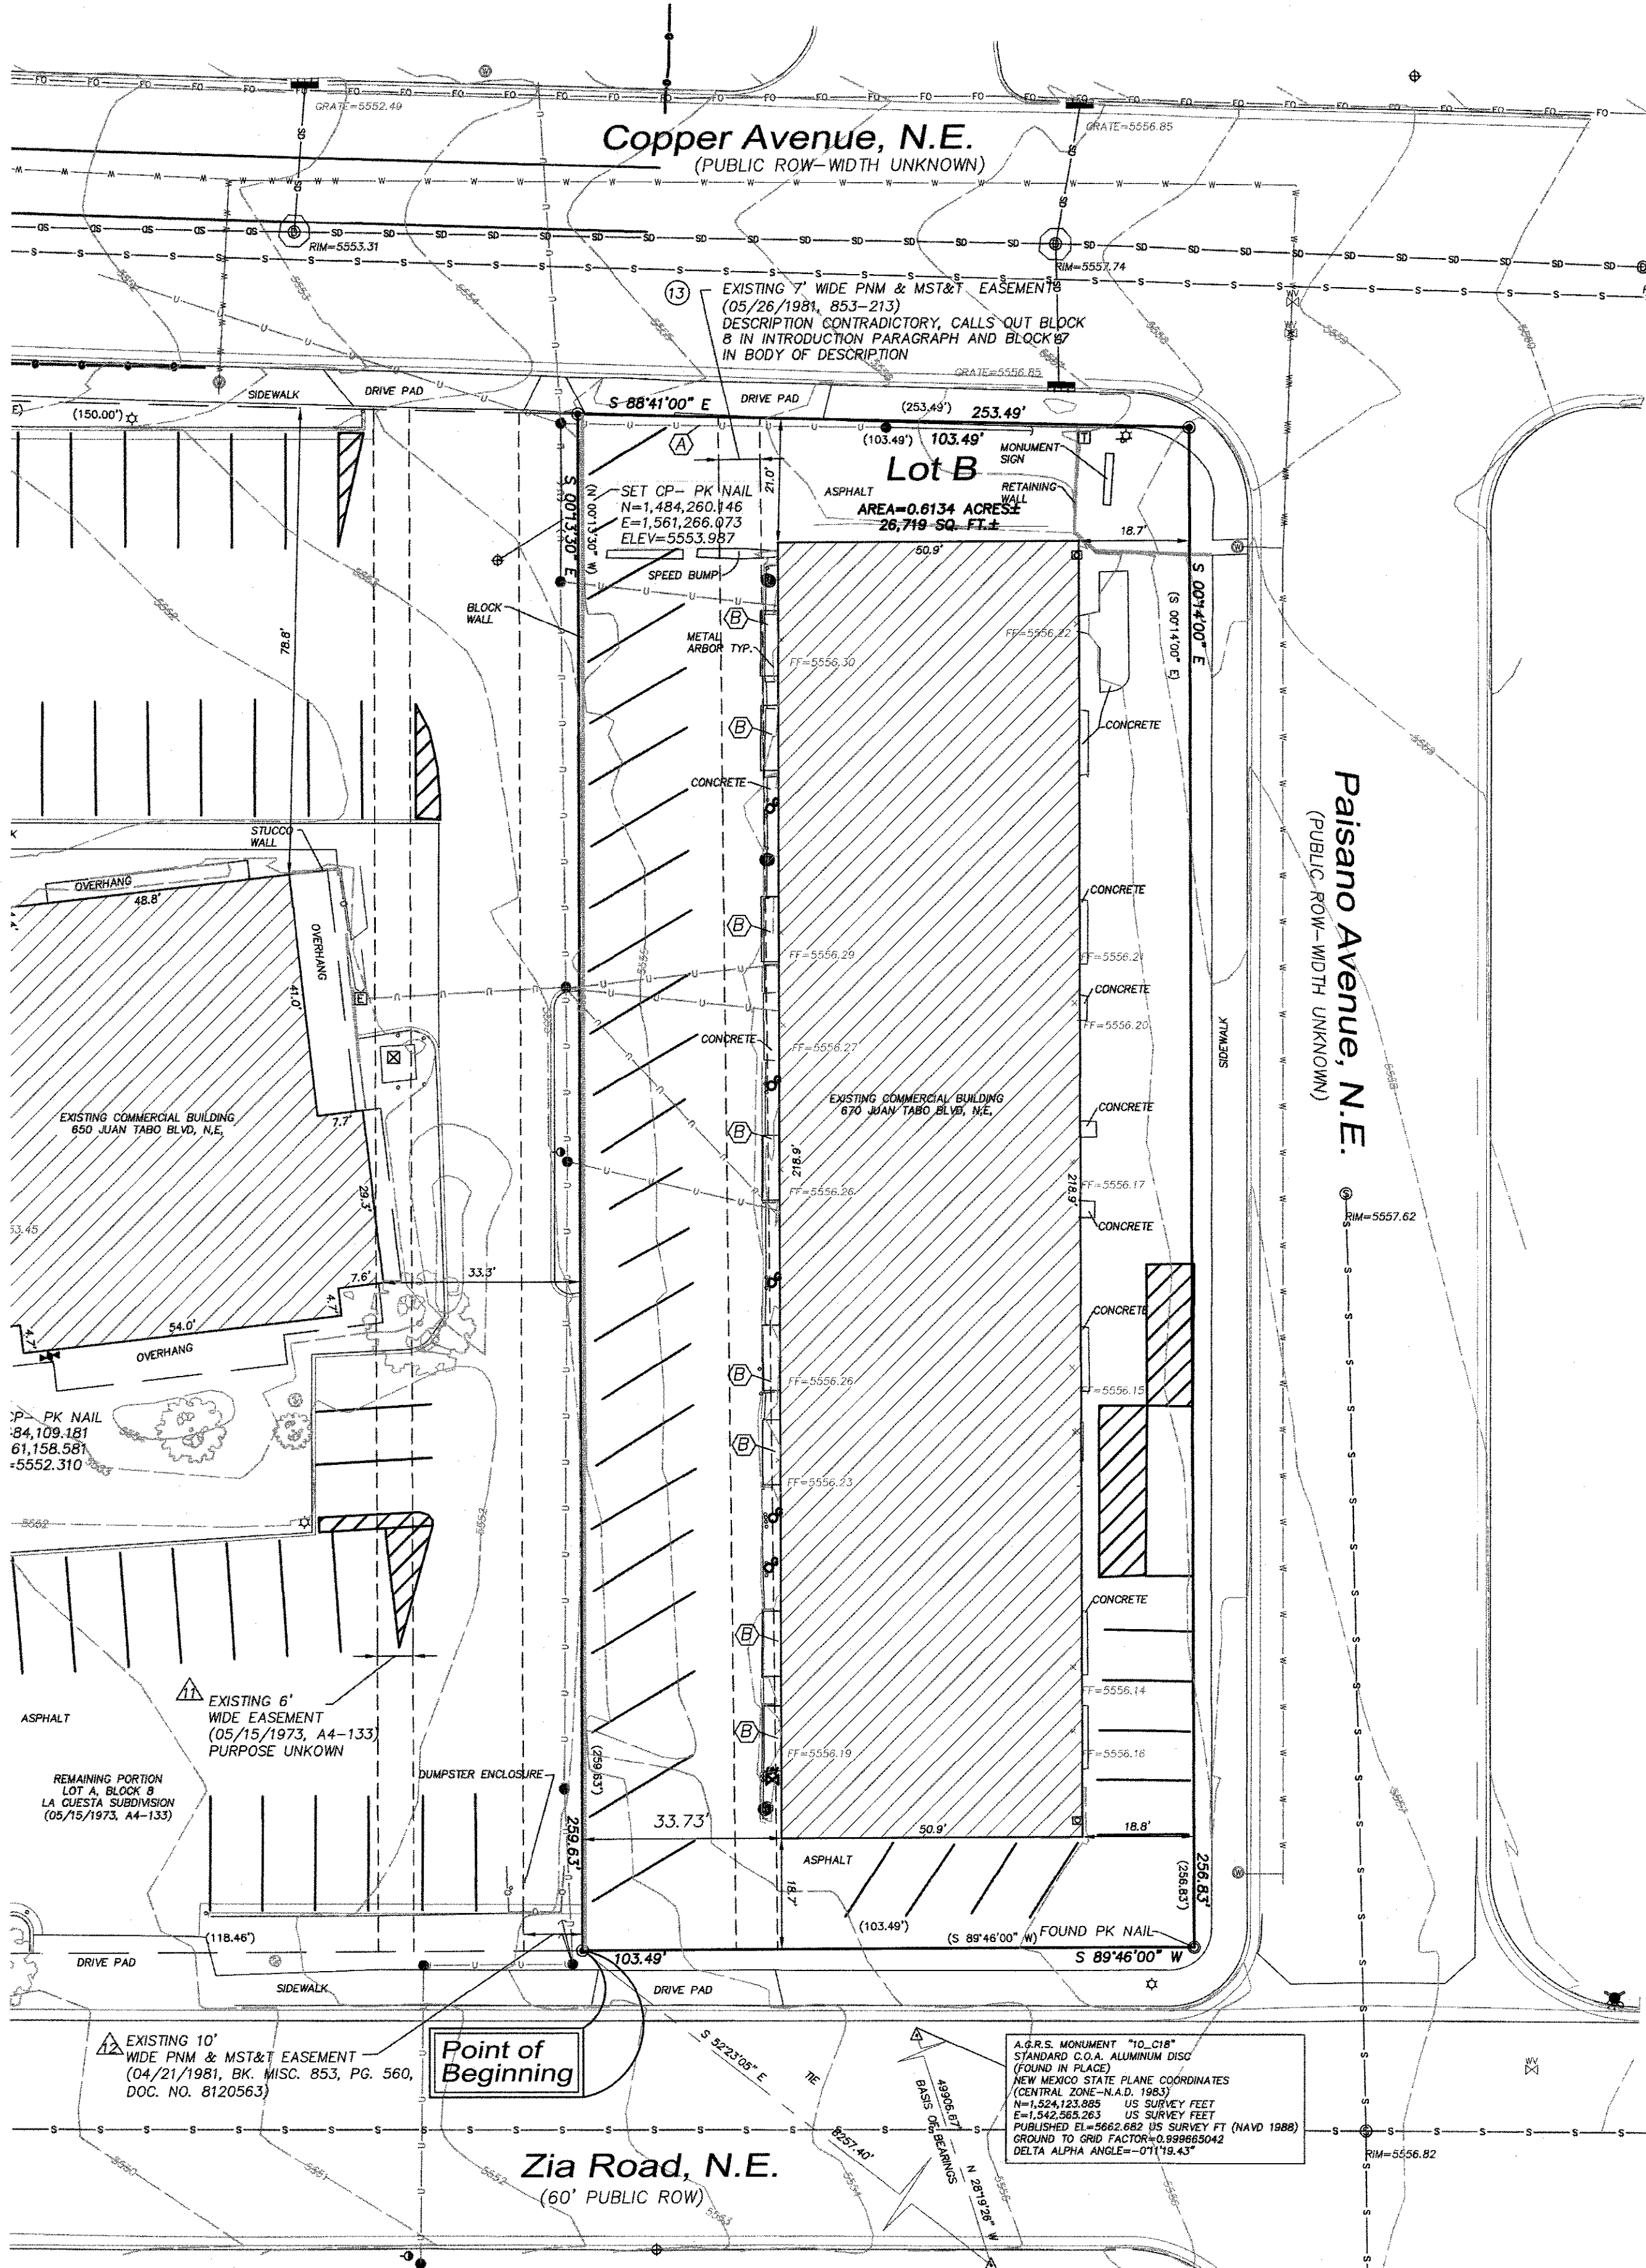 GRATE=5552.49
Copper Avenue, N.E.
(PUBLIC ROW-WIDTH UNKNOWN)
GRATE=5556.85
RIM=5553.31
RIM=5557.74
13
EXISTING 7' WIDE PNM & MST&T EASEMENT
(05/26/1981, 853-213)
DESCRIPTION CONTRADICTORY, CALLS OUT BLOCK
8 IN INTRODUCTION PARAGRAPH AND BLOCK 7
IN BODY OF DESCRIPTION
GRATE=5556.85
SIDEWALK
DRIVE PAD
(150.00')
S 88°41'00" E
DRIVE PAD
(253.49')
253.49'
(103.49')
103.49'
A
Lot B
MONUMENT
SIGN
RETAINING
WALL
ASPHALT
AREA=0.6134 ACRES±
26,719 SQ. FT.±
21.0'
SET CP- PK NAIL
N=1,484,260.146
E=1,561,266.073
ELEV=5553.987
S 00°13'30" E
(N 00°13'30" W)
50.9'
18.7'
SPEED BUMP
BLOCK
WALL
METAL
ARBOR TYP.
B
FF=5556.22
FF=5556.30
S 00°14'00" E
(S 00°14'00" E)
78.8'
B
CONCRETE
CONCRETE
Paisano Avenue, N.E.
(PUBLIC ROW-WIDTH UNKNOWN)
STUCCO
WALL
OVERHANG
48.8'
OVERHANG
41.0'
CONCRETE
B
FF=5556.29
FF=5556.21
CONCRETE
FF=5556.20
CONCRETE
FF=5556.27
SIDEWALK
EXISTING COMMERCIAL BUILDING
650 JUAN TABO BLVD, N.E.
7.7'
29.3'
EXISTING COMMERCIAL BUILDING
670 JUAN TABO BLVD, N.E.
CONCRETE
B
218.9'
218.9'
FF=5556.26
FF=5556.17
CONCRETE
RIM=5557.62
53.45
7.6'
4.7'
33.3'
54.0'
4.7'
OVERHANG
CONCRETE
B
FF=5556.26
FF=5556.15
CP- PK NAIL
84,109.181
61,158.581
=5552.310
B
FF=5556.23
5552
5552
CONCRETE
B
11
EXISTING 6'
WIDE EASEMENT
(05/15/1973, A4-133)
PURPOSE UNKOWN
ASPHALT
FF=5556.14
B
FF=5556.19
FF=5556.16
REMAINING PORTION
LOT A, BLOCK 8
LA CUESTA SUBDIVISION
(05/15/1973, A4-133)
DUMPSTER ENCLOSURE
(259.63')
259.63'
33.73'
50.9'
18.8'
ASPHALT
18.7'
256.83'
(256.83')
(118.46')
(103.49')
(S 89°46'00" W)
FOUND PK NAIL
103.49'
S 89°46'00" W
DRIVE PAD
SIDEWALK
DRIVE PAD
12
EXISTING 10'
WIDE PNM & MST&T EASEMENT
(04/21/1981, BK. MISC. 853, PG. 560,
DOC. NO. 8120563)
Point of
Beginning
S 52°23'05" E
TIE
8257.40'
49906.87'
BASIS OF BEARINGS
N 28°19'26" W
A.G.R.S. MONUMENT "10_C18"
STANDARD C.O.A. ALUMINUM DISC
(FOUND IN PLACE)
NEW MEXICO STATE PLANE COORDINATES
(CENTRAL ZONE-N.A.D. 1983)
N=1,524,123.885 US SURVEY FEET
E=1,542,565.263 US SURVEY FEET
PUBLISHED EL=5662.682 US SURVEY FT (NAVD 1988)
GROUND TO GRID FACTOR=0.999665042
DELTA ALPHA ANGLE=-0°11'19.43"
RIM=5556.82
Zia Road, N.E.
(60' PUBLIC ROW)